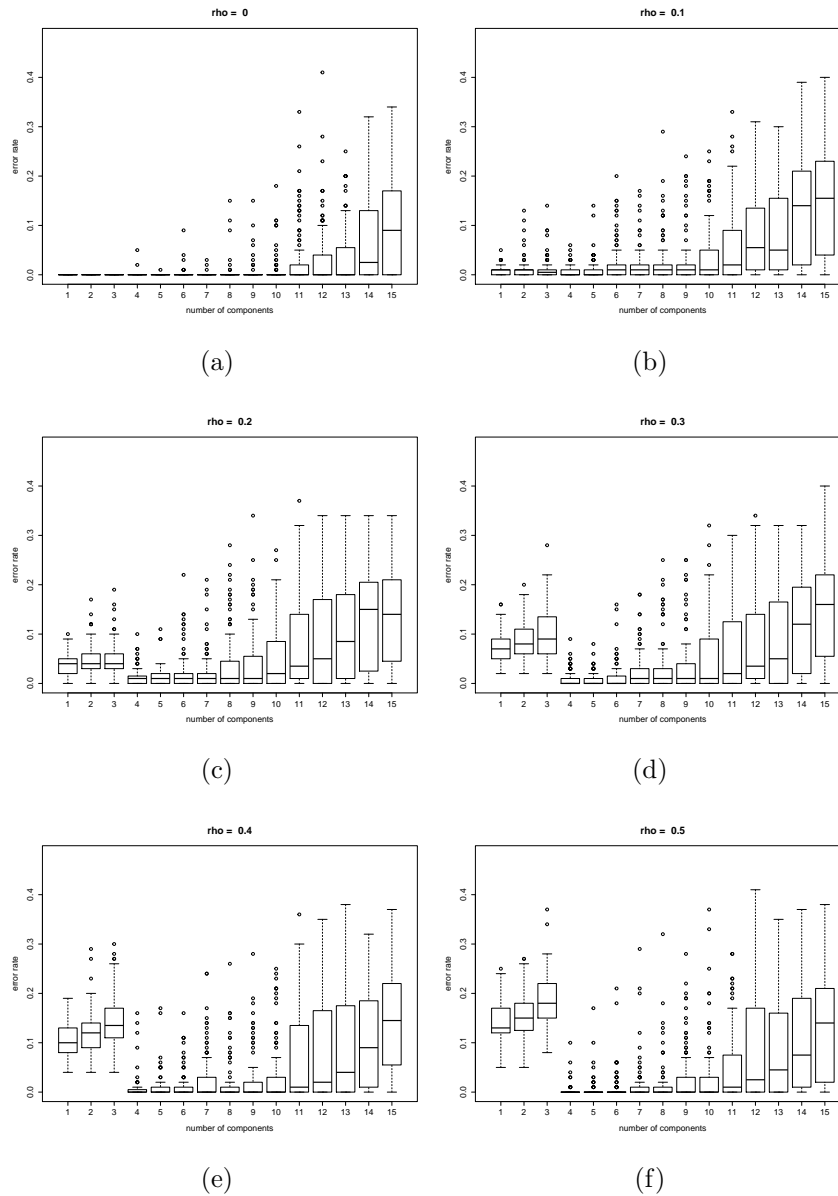 rho = 0
error rate
0.0 0.1 0.2 0.3 0.4
1 2 3 4 5 6 7 8 9 10 11 12 13 14 15
number of components
(a)
rho = 0.1
error rate
0.0 0.1 0.2 0.3 0.4
1 2 3 4 5 6 7 8 9 10 11 12 13 14 15
number of components
(b)
rho = 0.2
error rate
0.0 0.1 0.2 0.3 0.4
1 2 3 4 5 6 7 8 9 10 11 12 13 14 15
number of components
(c)
rho = 0.3
error rate
0.0 0.1 0.2 0.3 0.4
1 2 3 4 5 6 7 8 9 10 11 12 13 14 15
number of components
(d)
rho = 0.4
error rate
0.0 0.1 0.2 0.3 0.4
1 2 3 4 5 6 7 8 9 10 11 12 13 14 15
number of components
(e)
rho = 0.5
error rate
0.0 0.1 0.2 0.3 0.4
1 2 3 4 5 6 7 8 9 10 11 12 13 14 15
number of components
(f)